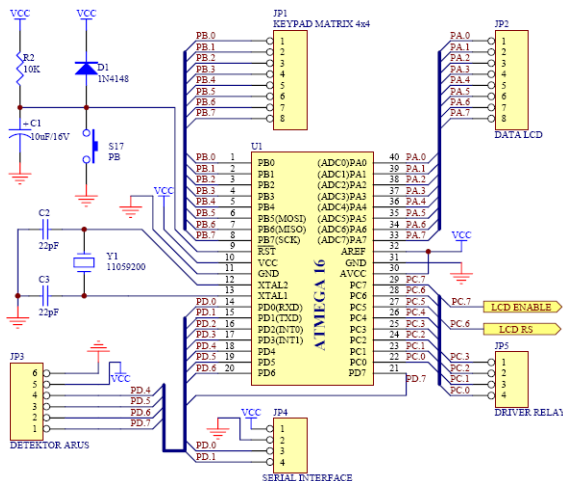 VCC
VCC
R2
10K
D1
1N4148
C1
10uF/16V
S17
PB
JP1
KEYPAD MATRIX 4x4
PB.0
PB.1
PB.2
PB.3
PB.4
PB.5
PB.6
PB.7
1
2
3
4
5
6
7
8
JP2
PA.0
PA.1
PA.2
PA.3
PA.4
PA.5
PA.6
PA.7
1
2
3
4
5
6
7
8
DATA LCD
U1
PB.0 1 PB0 (ADC0)PA0 40 PA.0
PB.1 2 PB1 (ADC1)PA1 39 PA.1
PB.2 3 PB2 (ADC2)PA2 38 PA.2
PB.3 4 PB3 (ADC3)PA3 37 PA.3
PB.4 5 PB4 (ADC4)PA4 36 PA.4
PB.5 6 PB5(MOSI) (ADC5)PA5 35 PA.5
PB.6 7 PB6(MISO) (ADC6)PA6 34 PA.6
PB.7 8 PB7(SCK) (ADC7)PA7 33 PA.7
9 RST AREF 32
10 VCC GND 31
11 GND AVCC 30
12 XTAL2 PC7 29 PC.7
13 XTAL1 PC6 28 PC.6
PD.0 14 PD0(RXD) PC5 27 PC.5
PD.1 15 PD1(TXD) PC4 26 PC.4
PD.2 16 PD2(INT0) PC3 25 PC.3
PD.3 17 PD3(INT1) PC2 24 PC.2
PD.4 18 PD4 PC1 23 PC.1
PD.5 19 PD5 PC0 22 PC.0
PD.6 20 PD6 PD7 21 PD.7
ATMEGA 16
VCC
VCC
C2
22pF
Y1
11059200
C3
22pF
PC.7 LCD ENABLE
PC.6 LCD RS
JP5
PC.3 1
PC.2 2
PC.1 3
PC.0 4
DRIVER RELAY
JP3
6
5 VCC
4 PD.4
3 PD.5
2 PD.6
1 PD.7
DETEKTOR ARUS
JP4
VCC
1
2
PD.0 3
PD.1 4
SERIAL INTERFACE